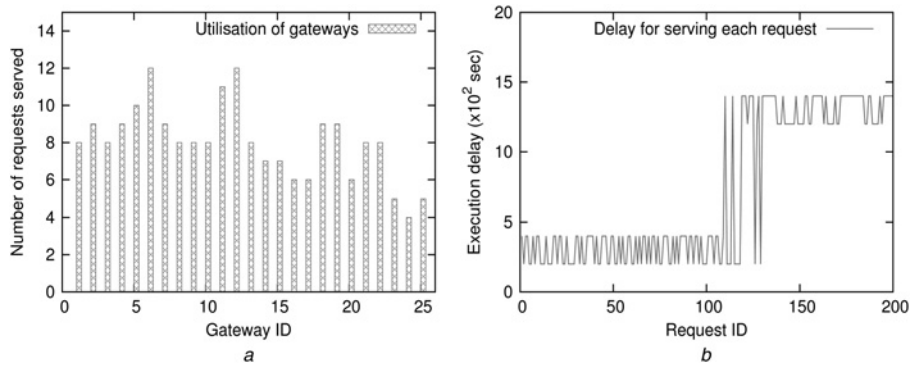 Number of requests served
14
12
10
8
6
4
2
0
Utilisation of gateways
0 5 10 15 20 25
Gateway ID
a
Execution delay (x10² sec)
20
15
10
5
0
Delay for serving each request
0 50 100 150 200
Request ID
b